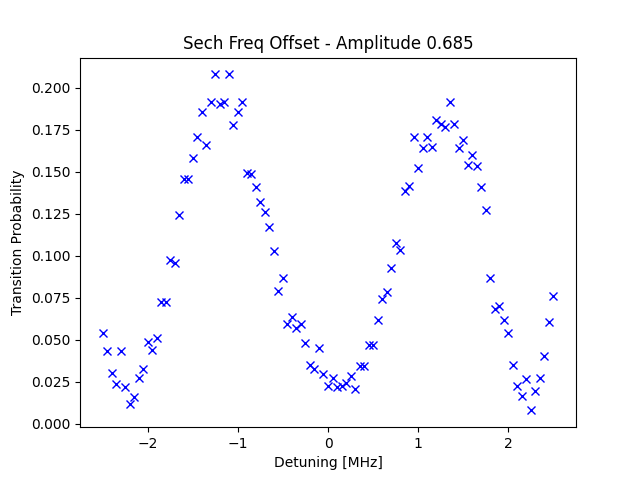 Sech Freq Offset - Amplitude 0.685
Transition Probability
0.200
0.175
0.150
0.125
0.100
0.075
0.050
0.025
0.000
−2 −1 0 1 2
Detuning [MHz]